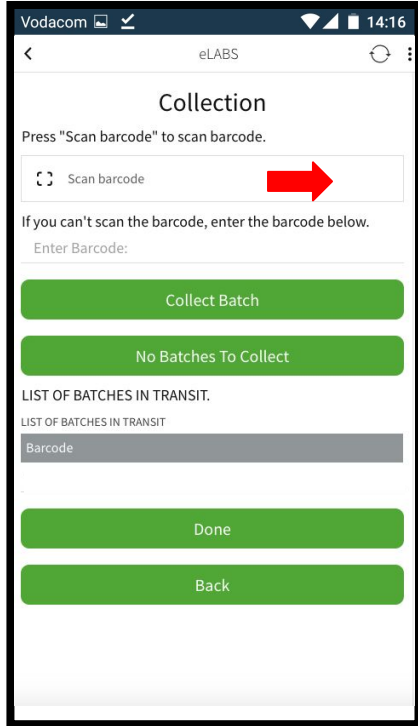 Vodacom 14:16
eLABS
Collection
Press "Scan barcode" to scan barcode.
Scan barcode
If you can't scan the barcode, enter the barcode below.
Enter Barcode:
Collect Batch
No Batches To Collect
LIST OF BATCHES IN TRANSIT.
LIST OF BATCHES IN TRANSIT
Barcode
Done
Back